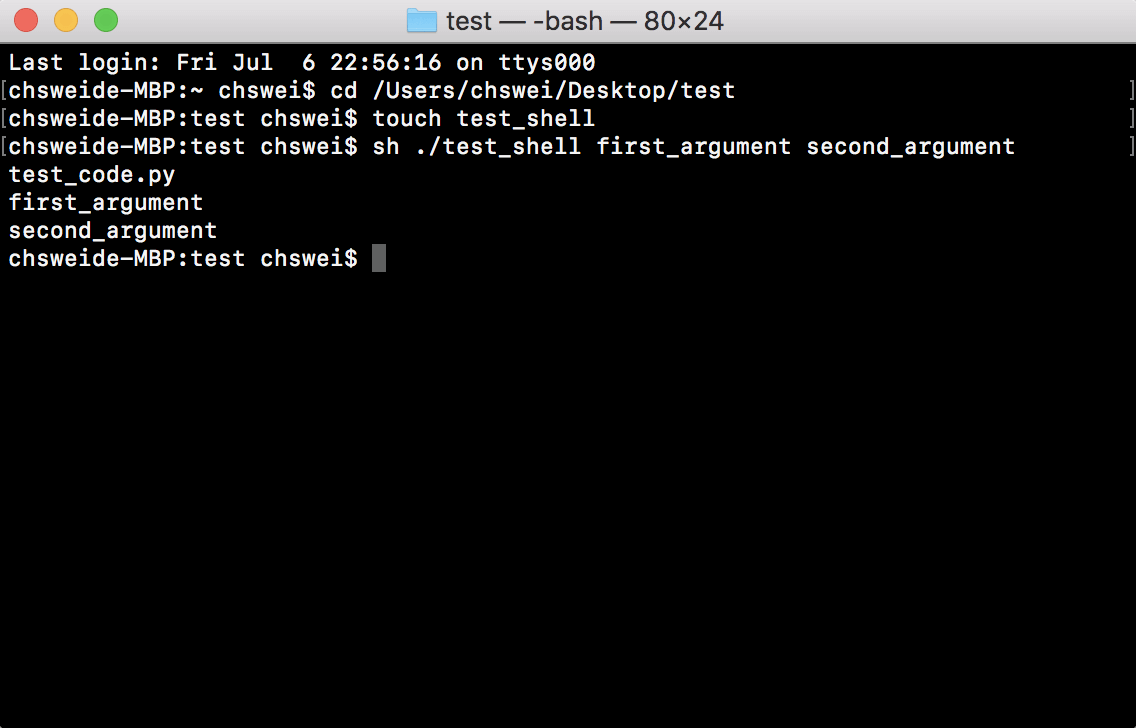 test — -bash — 80×24
Last login: Fri Jul  6 22:56:16 on ttys000
[chsweide-MBP:~ chswei$ cd /Users/chswei/Desktop/test ]
[chsweide-MBP:test chswei$ touch test_shell ]
[chsweide-MBP:test chswei$ sh ./test_shell first_argument second_argument ]
test_code.py
first_argument
second_argument
chsweide-MBP:test chswei$